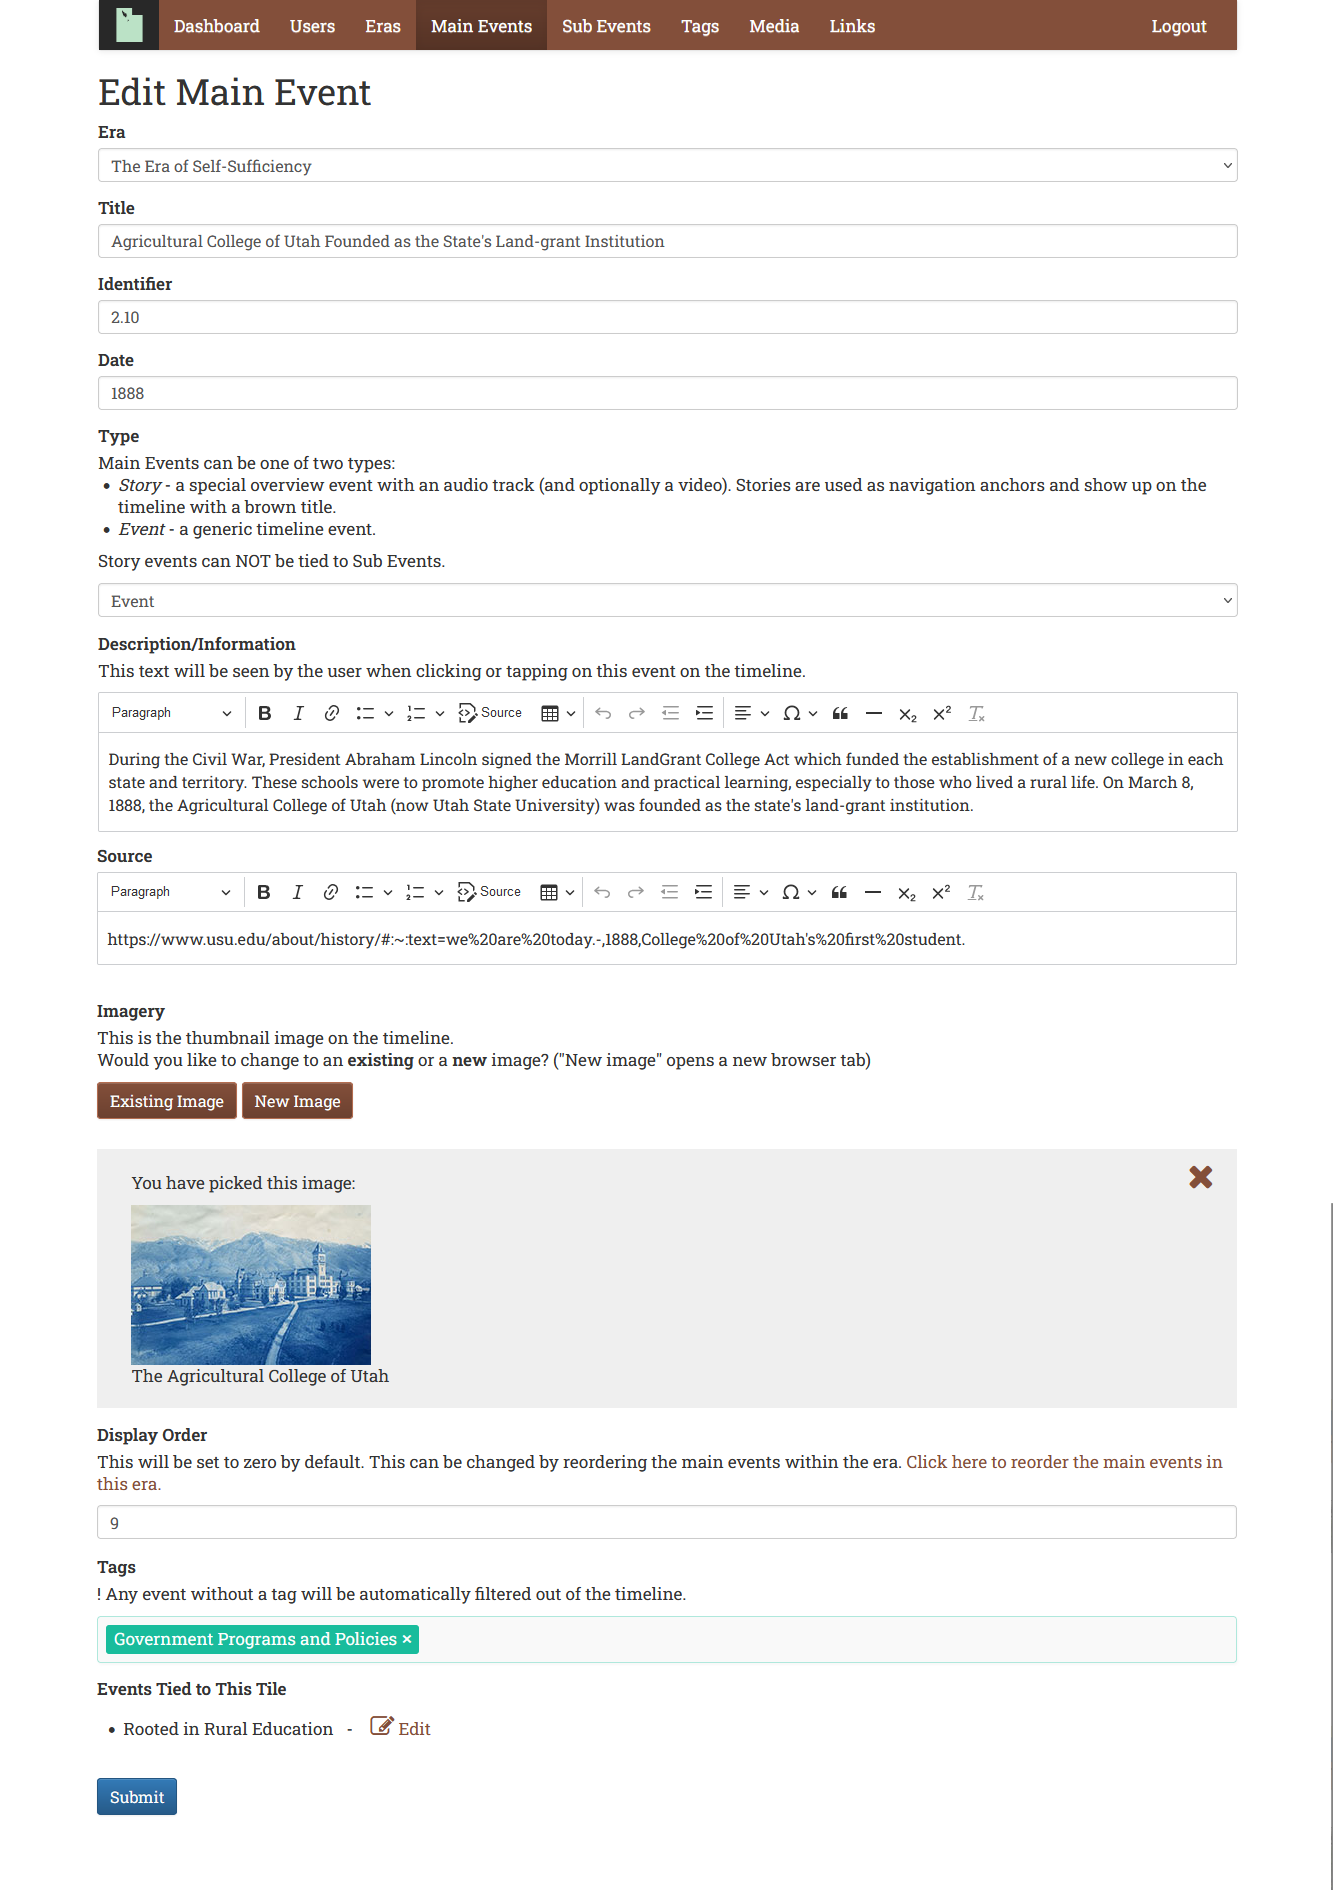 Dashboard Users Eras Main Events Sub Events Tags Media Links Logout
Edit Main Event
Era
The Era of Self-Sufficiency
Title
Agricultural College of Utah Founded as the State's Land-grant Institution
Identifier
2.10
Date
1888
Type
Main Events can be one of two types:
• Story - a special overview event with an audio track (and optionally a video). Stories are used as navigation anchors and show up on the
timeline with a brown title.
• Event - a generic timeline event.
Story events can NOT be tied to Sub Events.
Event
Description/Information
This text will be seen by the user when clicking or tapping on this event on the timeline.
Paragraph Source
During the Civil War, President Abraham Lincoln signed the Morrill LandGrant College Act which funded the establishment of a new college in each
state and territory. These schools were to promote higher education and practical learning, especially to those who lived a rural life. On March 8,
1888, the Agricultural College of Utah (now Utah State University) was founded as the state's land-grant institution.
Source
Paragraph Source
https://www.usu.edu/about/history/#:~:text=we%20are%20today.-,1888,College%20of%20Utah's%20first%20student.
Imagery
This is the thumbnail image on the timeline.
Would you like to change to an existing or a new image? ("New image" opens a new browser tab)
Existing Image New Image
You have picked this image:
The Agricultural College of Utah
Display Order
This will be set to zero by default. This can be changed by reordering the main events within the era. Click here to reorder the main events in
this era.
9
Tags
! Any event without a tag will be automatically filtered out of the timeline.
Government Programs and Policies ×
Events Tied to This Tile
• Rooted in Rural Education - Edit
Submit